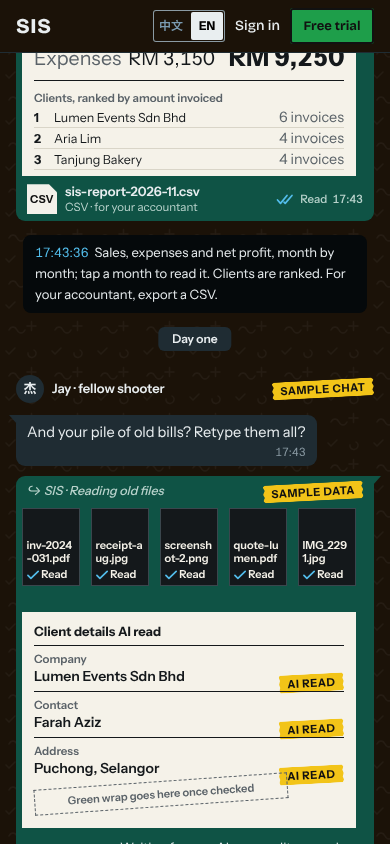 SIS
中文
EN
Sign in
Free trial
Expenses RM 3,150 RM 9,250
Clients, ranked by amount invoiced
1 Lumen Events Sdn Bhd 6 invoices
2 Aria Lim 4 invoices
3 Tanjung Bakery 4 invoices
CSV
sis-report-2026-11.csv
CSV · for your accountant
Read 17:43
17:43:36 Sales, expenses and net profit, month by
month; tap a month to read it. Clients are ranked. For
your accountant, export a CSV.
Day one
杰 Jay · fellow shooter
SAMPLE CHAT
And your pile of old bills? Retype them all?
17:43
SIS · Reading old files
SAMPLE DATA
inv-2024
-031.pdf
Read
receipt-a
ug.jpg
Read
screensh
ot-2.png
Read
quote-lu
men.pdf
Read
IMG_229
1.jpg
Read
Client details AI read
Company
Lumen Events Sdn Bhd
AI READ
Contact
Farah Aziz
AI READ
Address
Puchong, Selangor
AI READ
Green wrap goes here once checked